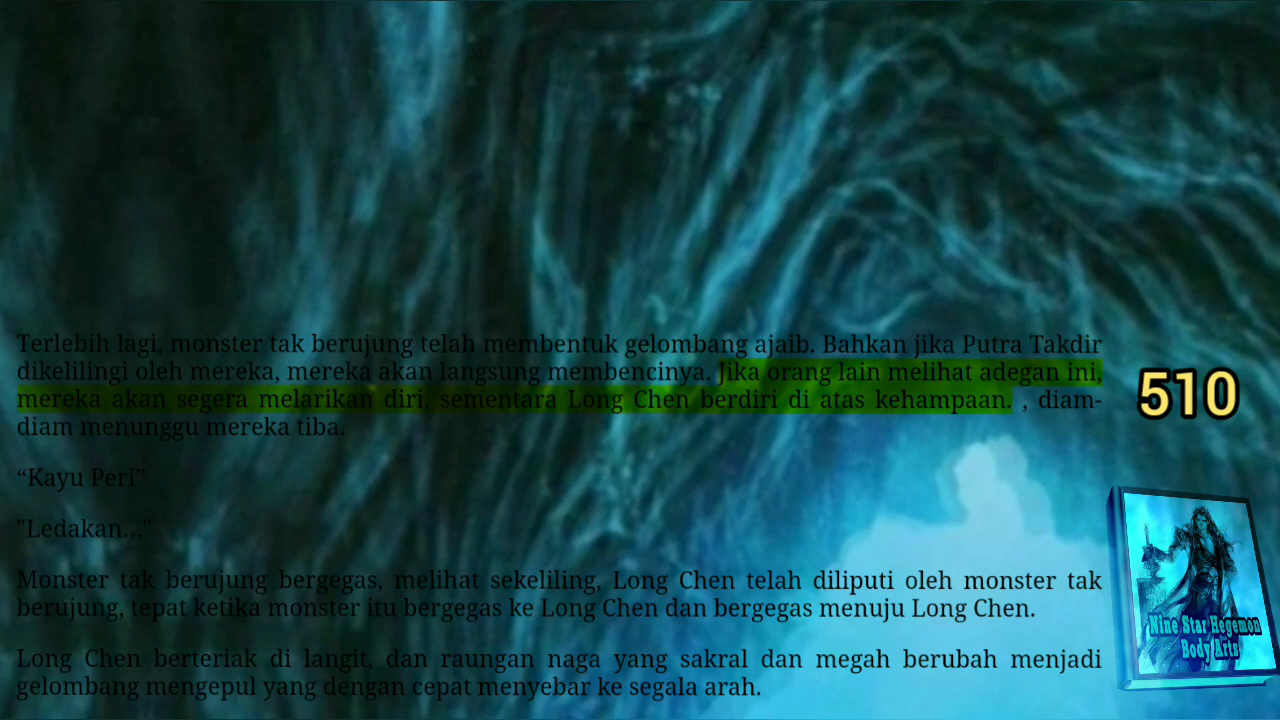 Terlebih lagi, monster tak berujung telah membentuk gelombang ajaib. Bahkan jika Putra Takdir
dikelilingi oleh mereka, mereka akan langsung membencinya. Jika orang lain melihat adegan ini,
mereka akan segera melarikan diri, sementara Long Chen berdiri di atas kehampaan. , diam-
diam menunggu mereka tiba.
“Kayu Peri”
"Ledakan..."
Monster tak berujung bergegas, melihat sekeliling, Long Chen telah diliputi oleh monster tak
berujung, tepat ketika monster itu bergegas ke Long Chen dan bergegas menuju Long Chen.
Long Chen berteriak di langit, dan raungan naga yang sakral dan megah berubah menjadi
gelombang mengepul yang dengan cepat menyebar ke segala arah.
510
Nine Star Hegemon
Body Arts